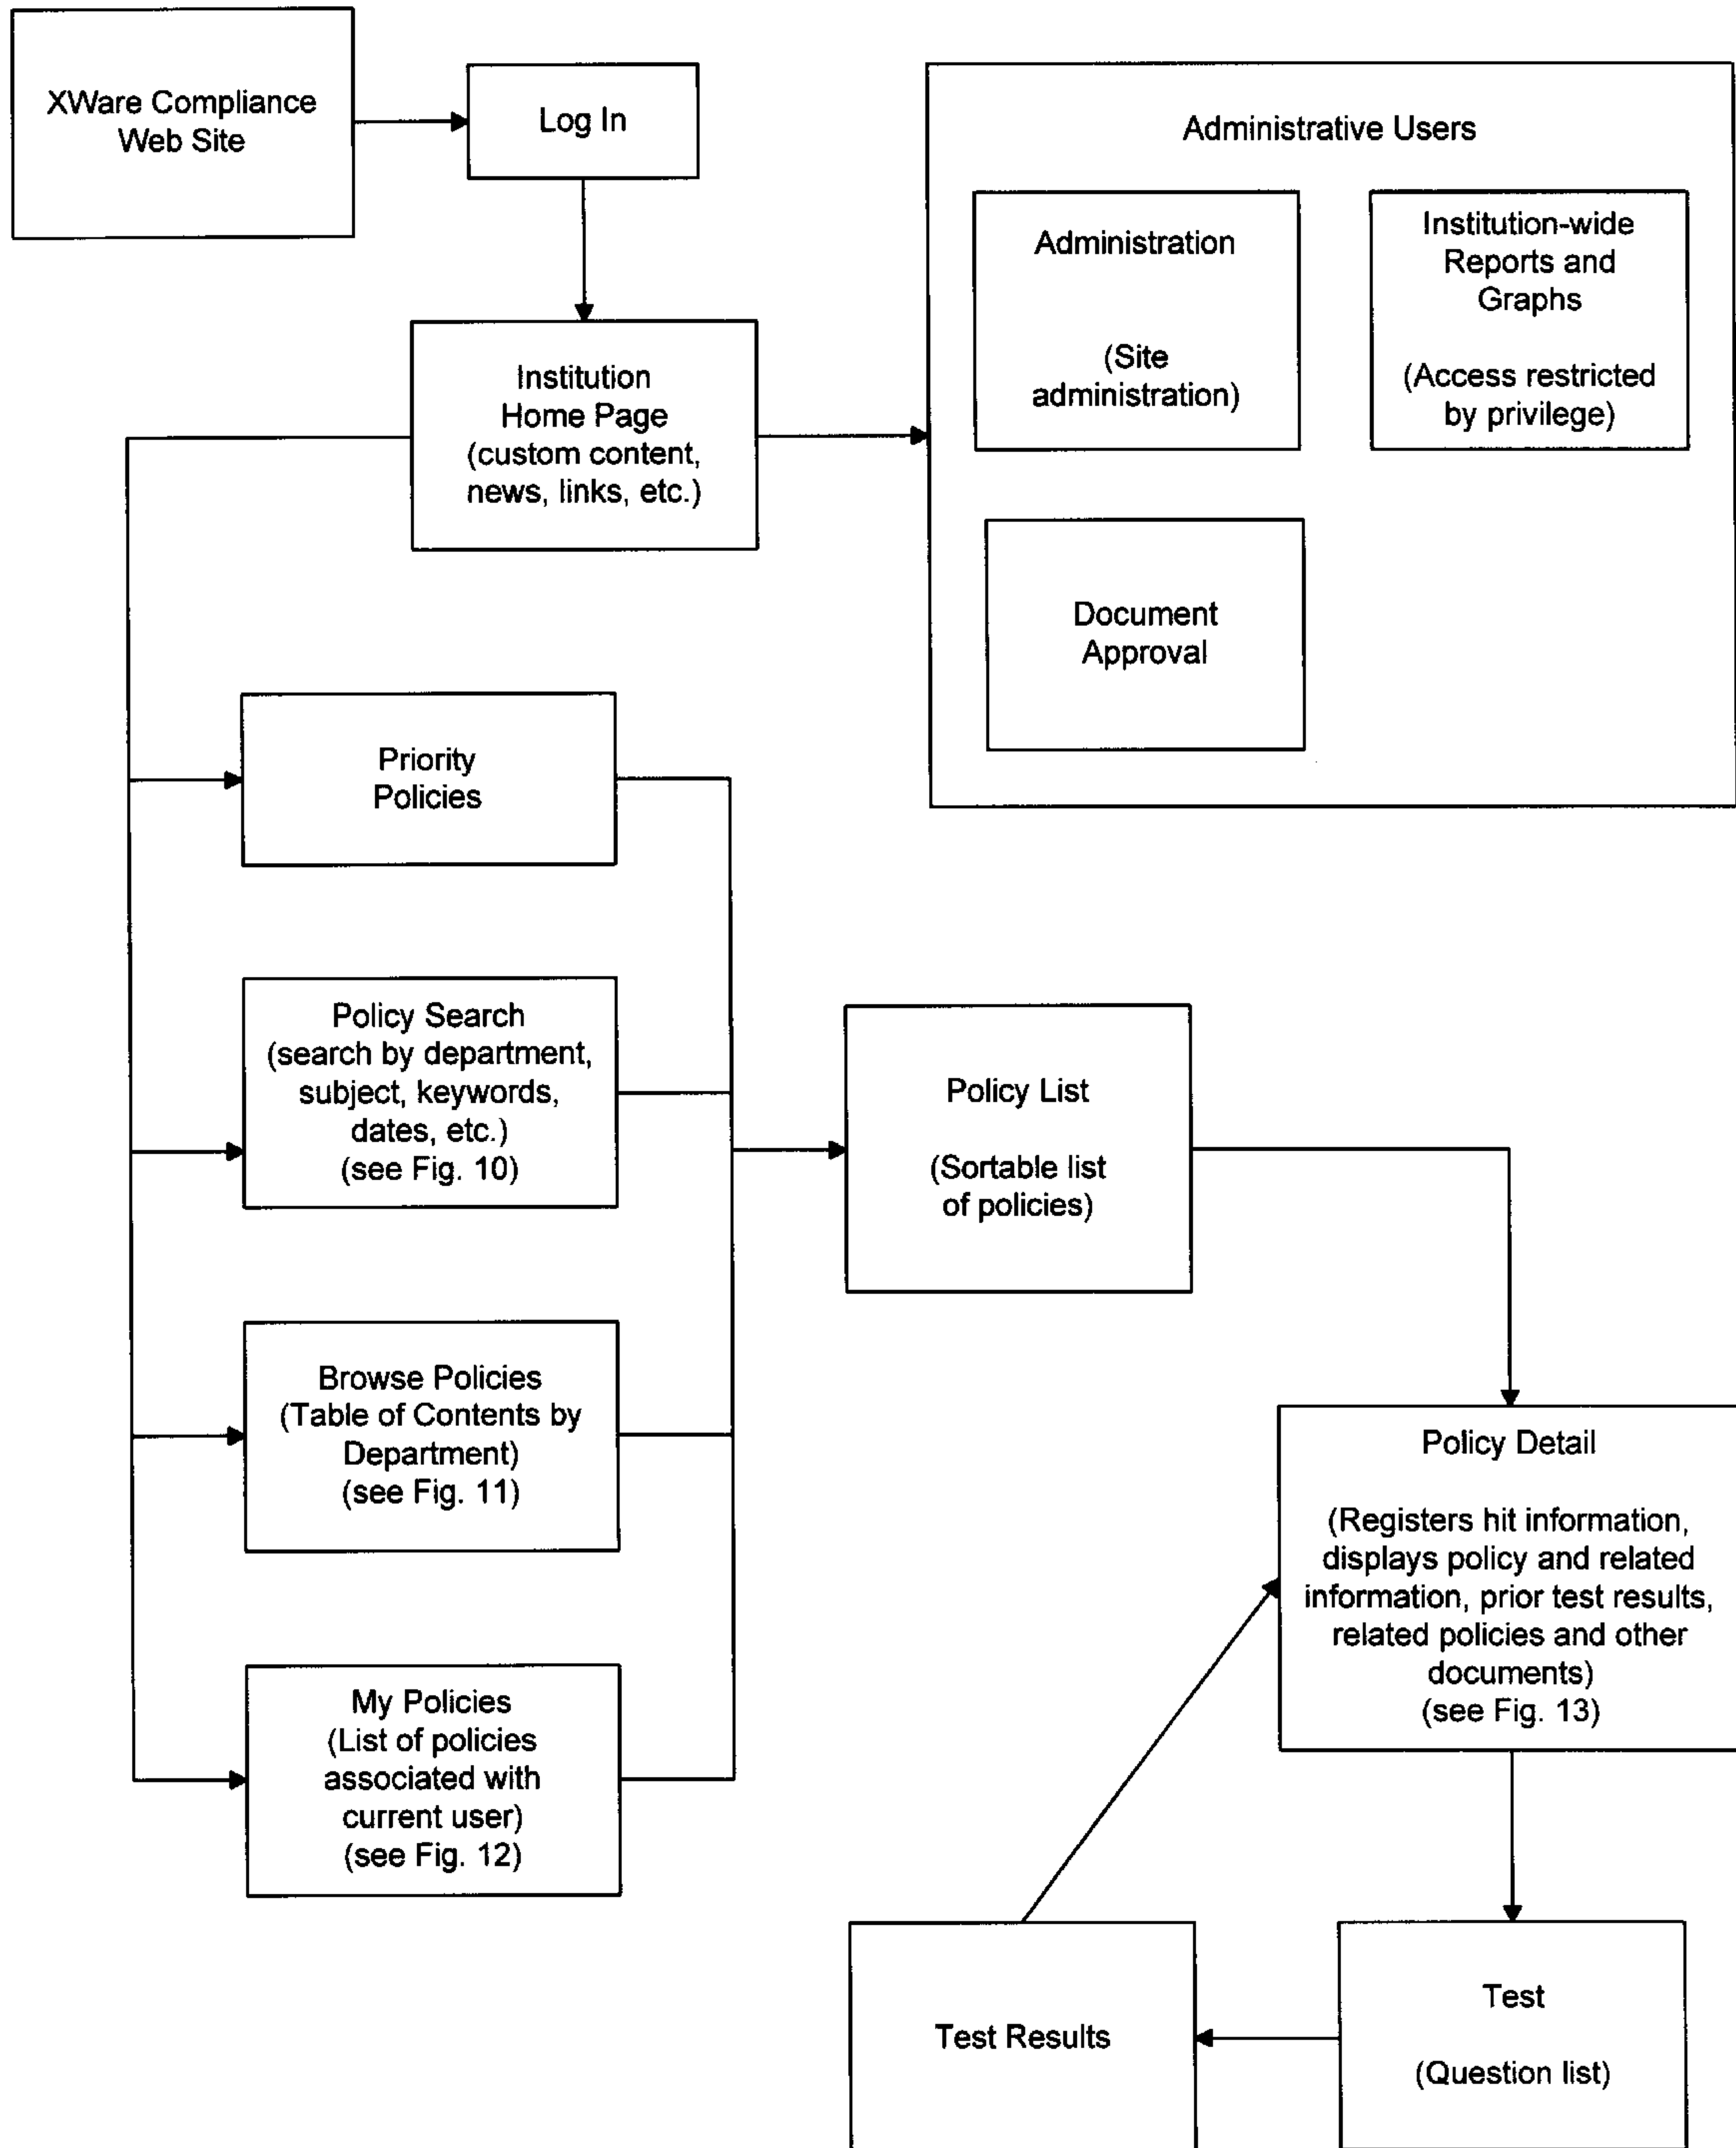 XWare Compliance
Web Site
Log In
Administrative Users
Administration
(Site
administration)
Institution-wide
Reports and
Graphs
(Access restricted
by privilege)
Institution
Home Page
(custom content,
news, links, etc.)
Document
Approval
Priority
Policies
Policy Search
(search by department,
subject, keywords,
dates, etc.)
(see Fig. 10)
Policy List
(Sortable list
of policies)
Browse Policies
(Table of Contents by
Department)
(see Fig. 11)
Policy Detail
(Registers hit information,
displays policy and related
information, prior test results,
related policies and other
documents)
(see Fig. 13)
My Policies
(List of policies
associated with
current user)
(see Fig. 12)
Test Results
Test
(Question list)